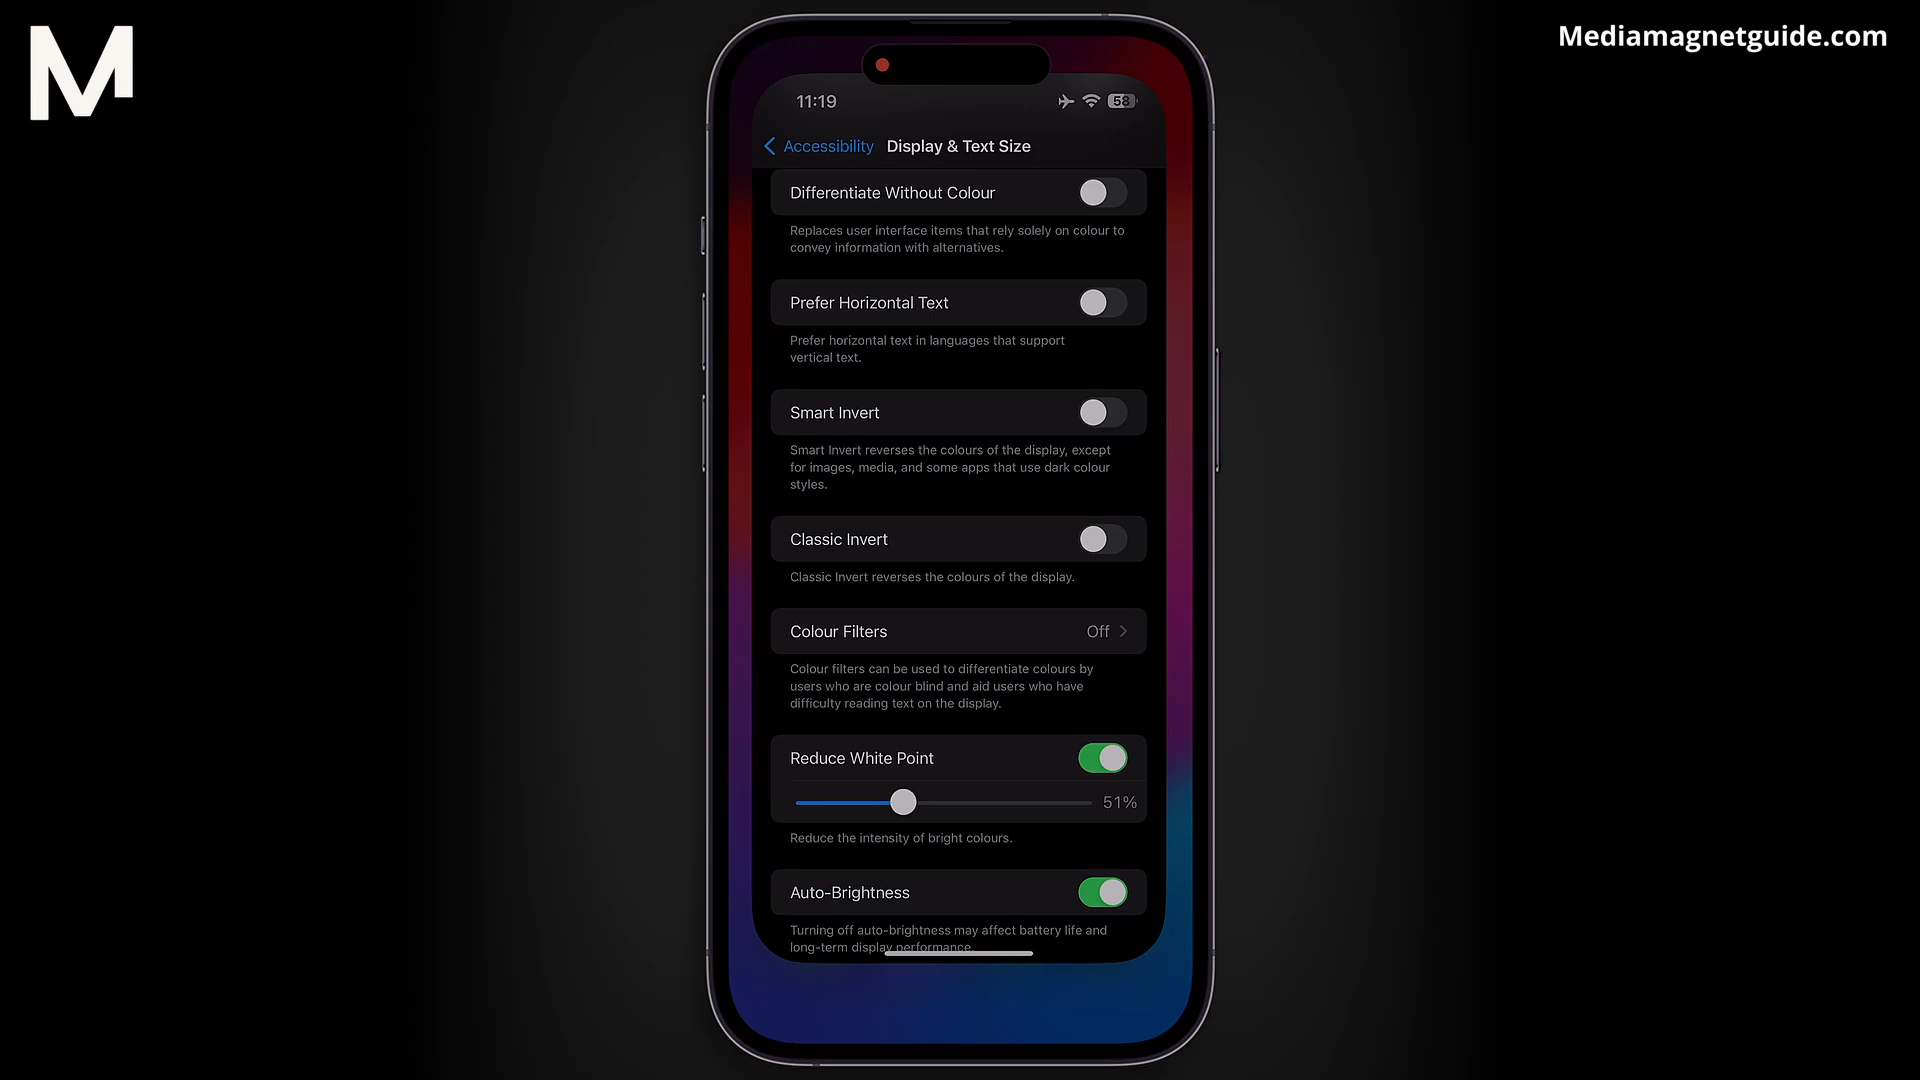 M
Mediamagnetguide.com
11:19
58
Accessibility Display & Text Size
Differentiate Without Colour
Replaces user interface items that rely solely on colour to
convey information with alternatives.
Prefer Horizontal Text
Prefer horizontal text in languages that support
vertical text.
Smart Invert
Smart Invert reverses the colours of the display, except
for images, media, and some apps that use dark colour
styles.
Classic Invert
Classic Invert reverses the colours of the display.
Colour Filters Off
Colour filters can be used to differentiate colours by
users who are colour blind and aid users who have
difficulty reading text on the display.
Reduce White Point
51%
Reduce the intensity of bright colours.
Auto-Brightness
Turning off auto-brightness may affect battery life and
long-term display performance.